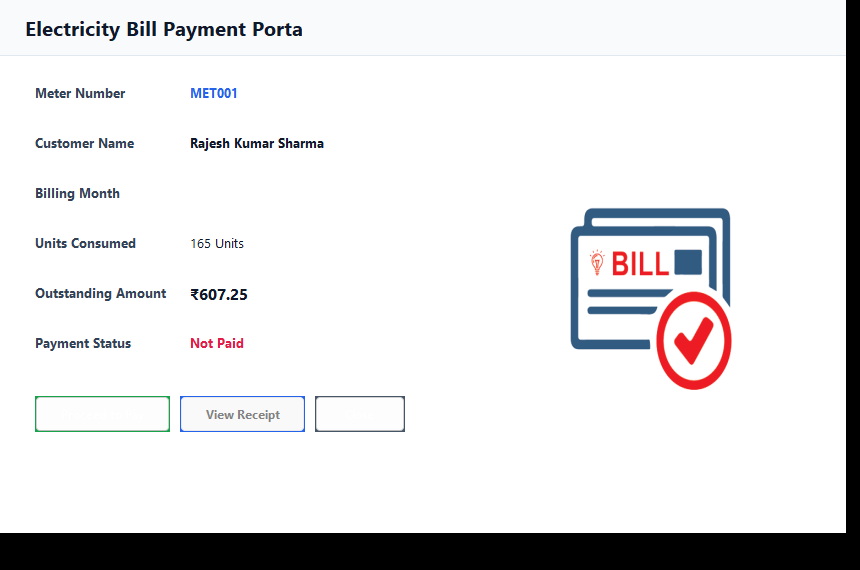 Electricity Bill Payment Porta
Meter Number MET001
Customer Name Rajesh Kumar Sharma
Billing Month
Units Consumed 165 Units
Outstanding Amount ₹607.25
Payment Status Not Paid
BILL
View Receipt